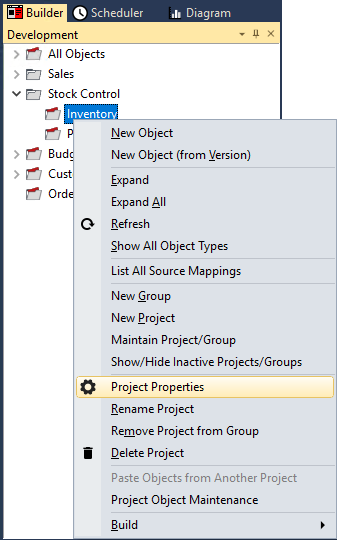 Builder Scheduler Diagram
Development
All Objects
Sales
Stock Control
Inventory
P
New Object
New Object (from Version)
Budg
Expand
Cust
Expand All
Orde
Refresh
Show All Object Types
List All Source Mappings
New Group
New Project
Maintain Project/Group
Show/Hide Inactive Projects/Groups
Project Properties
Rename Project
Remove Project from Group
Delete Project
Paste Objects from Another Project
Project Object Maintenance
Build